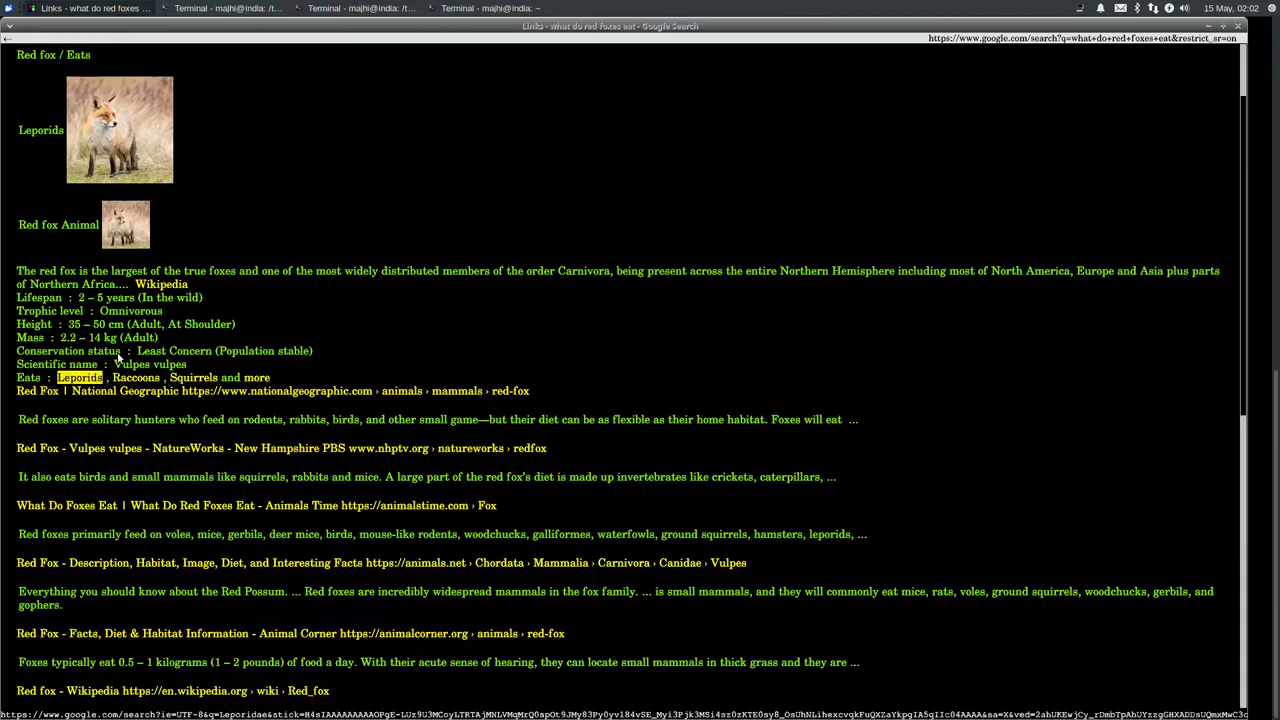 Links - what do red foxes ...
Terminal - majhi@india: /t...
Terminal - majhi@india: /t...
Terminal - majhi@india: ~
15 May, 02:02
Links - what do red foxes eat - Google Search
https://www.google.com/search?q=what+do+red+foxes+eat&restrict_sr=on
Red fox / Eats
Leporids
Red fox Animal
The red fox is the largest of the true foxes and one of the most widely distributed members of the order Carnivora, being present across the entire Northern Hemisphere including most of North America, Europe and Asia plus parts
of Northern Africa.... Wikipedia
Lifespan : 2 – 5 years (In the wild)
Trophic level : Omnivorous
Height : 35 – 50 cm (Adult, At Shoulder)
Mass : 2.2 – 14 kg (Adult)
Conservation status : Least Concern (Population stable)
Scientific name : Vulpes vulpes
Eats : Leporids , Raccoons , Squirrels and more
Red Fox | National Geographic https://www.nationalgeographic.com › animals › mammals › red-fox
Red foxes are solitary hunters who feed on rodents, rabbits, birds, and other small game—but their diet can be as flexible as their home habitat. Foxes will eat ...
Red Fox - Vulpes vulpes - NatureWorks - New Hampshire PBS www.nhptv.org › natureworks › redfox
It also eats birds and small mammals like squirrels, rabbits and mice. A large part of the red fox's diet is made up invertebrates like crickets, caterpillars, ...
What Do Foxes Eat | What Do Red Foxes Eat - Animals Time https://animalstime.com › Fox
Red foxes primarily feed on voles, mice, gerbils, deer mice, birds, mouse-like rodents, woodchucks, galliformes, waterfowls, ground squirrels, hamsters, leporids, ...
Red Fox - Description, Habitat, Image, Diet, and Interesting Facts https://animals.net › Chordata › Mammalia › Carnivora › Canidae › Vulpes
Everything you should know about the Red Possum. ... Red foxes are incredibly widespread mammals in the fox family. ... is small mammals, and they will commonly eat mice, rats, voles, ground squirrels, woodchucks, gerbils, and
gophers.
Red Fox - Facts, Diet & Habitat Information - Animal Corner https://animalcorner.org › animals › red-fox
Foxes typically eat 0.5 – 1 kilograms (1 – 2 pounds) of food a day. With their acute sense of hearing, they can locate small mammals in thick grass and they are ...
Red fox - Wikipedia https://en.wikipedia.org › wiki › Red_fox